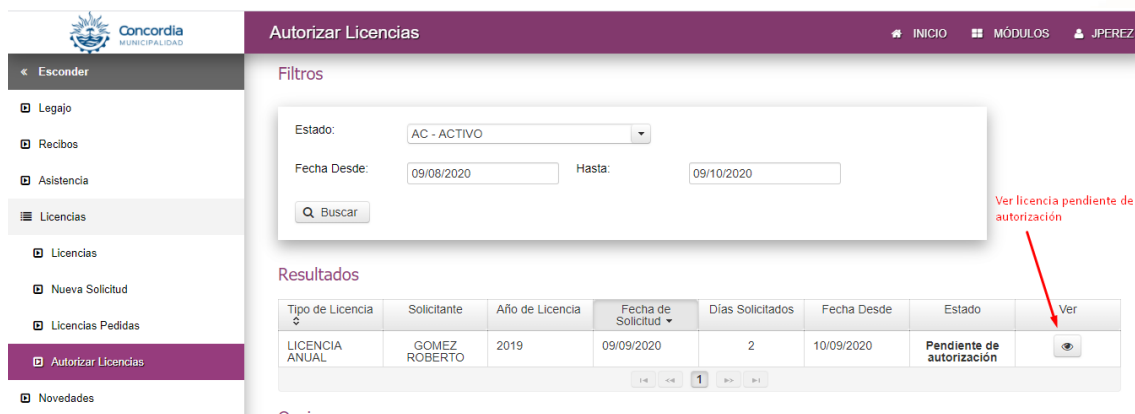 Concordia
MUNICIPALIDAD
Autorizar Licencias
INICIO
MÓDULOS
JPEREZ
« Esconder
Legajo
Recibos
Asistencia
Licencias
Licencias
Nueva Solicitud
Licencias Pedidas
Autorizar Licencias
Novedades
Filtros
Estado: AC - ACTIVO
Fecha Desde: 09/08/2020 Hasta: 09/10/2020
Buscar
Ver licencia pendiente de
autorización
Resultados
Tipo de Licencia Solicitante Año de Licencia Fecha de Solicitud Días Solicitados Fecha Desde Estado Ver
LICENCIA ANUAL GOMEZ ROBERTO 2019 09/09/2020 2 10/09/2020 Pendiente de autorización
1